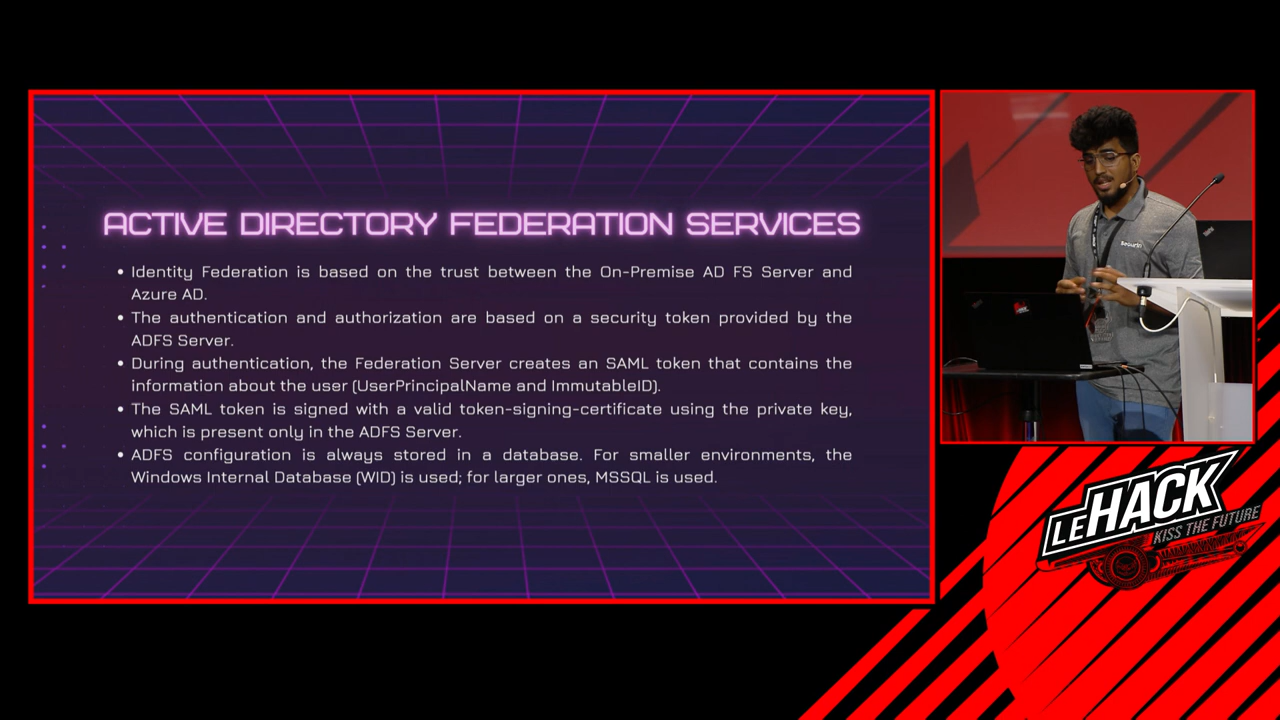 ACTIVE DIRECTORY FEDERATION SERVICES
• Identity Federation is based on the trust between the On-Premise AD FS Server and
Azure AD.
• The authentication and authorization are based on a security token provided by the
ADFS Server.
• During authentication, the Federation Server creates an SAML token that contains the
information about the user (UserPrincipalName and ImmutableID).
• The SAML token is signed with a valid token-signing-certificate using the private key,
which is present only in the ADFS Server.
• ADFS configuration is always stored in a database. For smaller environments, the
Windows Internal Database (WID) is used; for larger ones, MSSQL is used.
securin
LEHACK
KISS THE FUTURE